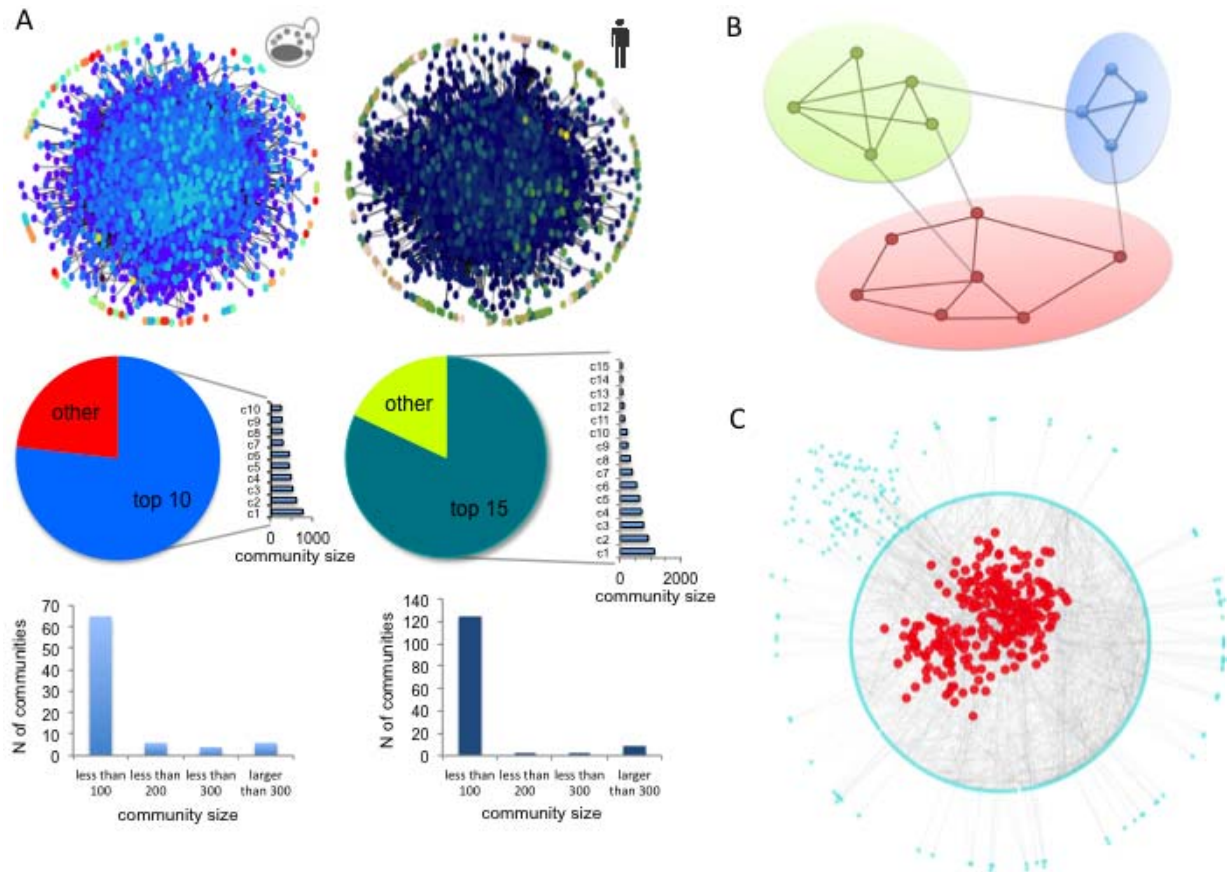 A
B
other
top 10
c10
c9
c8
c7
c6
c5
c4
c3
c2
c1
0 1000
community size
other
top 15
c15
c14
c13
c12
c11
c10
c9
c8
c7
c6
c5
c4
c3
c2
c1
0 2000
community size
C
N of communities
70
60
50
40
30
20
10
0
less than 100
less than 200
less than 300
larger than 300
community size
N of communities
140
120
100
80
60
40
20
0
less than 100
less than 200
less than 300
larger than 300
community size